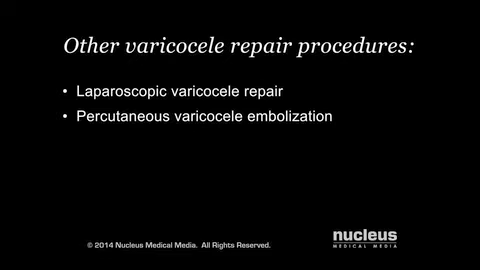 Other varicocele repair procedures:
• Laparoscopic varicocele repair
• Percutaneous varicocele embolization
nucleus
MEDICAL MEDIA
© 2014 Nucleus Medical Media. All Rights Reserved.